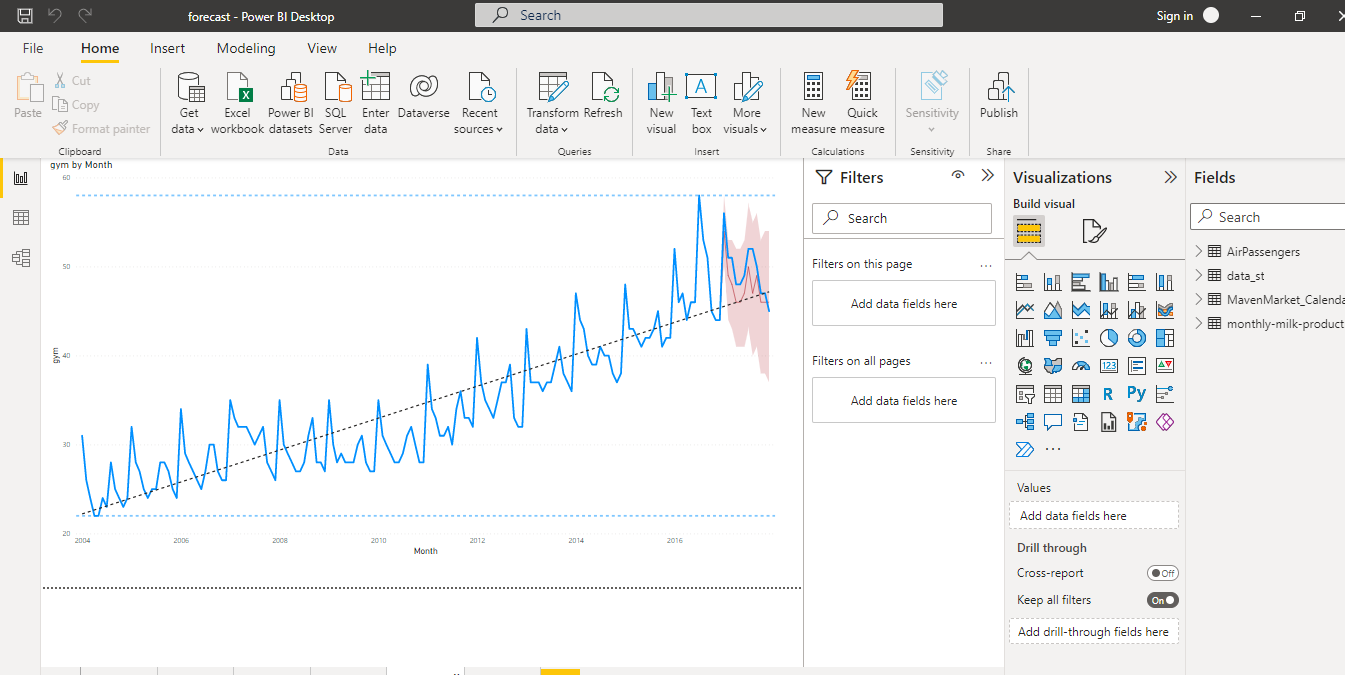 forecast - Power BI Desktop
Search
Sign in
File Home Insert Modeling View Help
Paste
Cut
Copy
Format painter
Clipboard
Get data
Excel workbook
Power BI datasets
SQL Server
Enter data
Dataverse
Recent sources
Data
Transform data
Refresh
Queries
New visual
A
Text box
More visuals
Insert
New measure
Quick measure
Calculations
Sensitivity
Sensitivity
Publish
Share
gym by Month
60
50
40
30
20
gym
2004 2006 2008 2010 2012 2014 2016
Month
Filters
Search
Filters on this page ...
Add data fields here
Filters on all pages ...
Add data fields here
Visualizations
Build visual
123
R Py
...
Values
Add data fields here
Drill through
Cross-report Off
Keep all filters On
Add drill-through fields here
Fields
Search
AirPassengers
data_st
MavenMarket_Calenda
monthly-milk-product